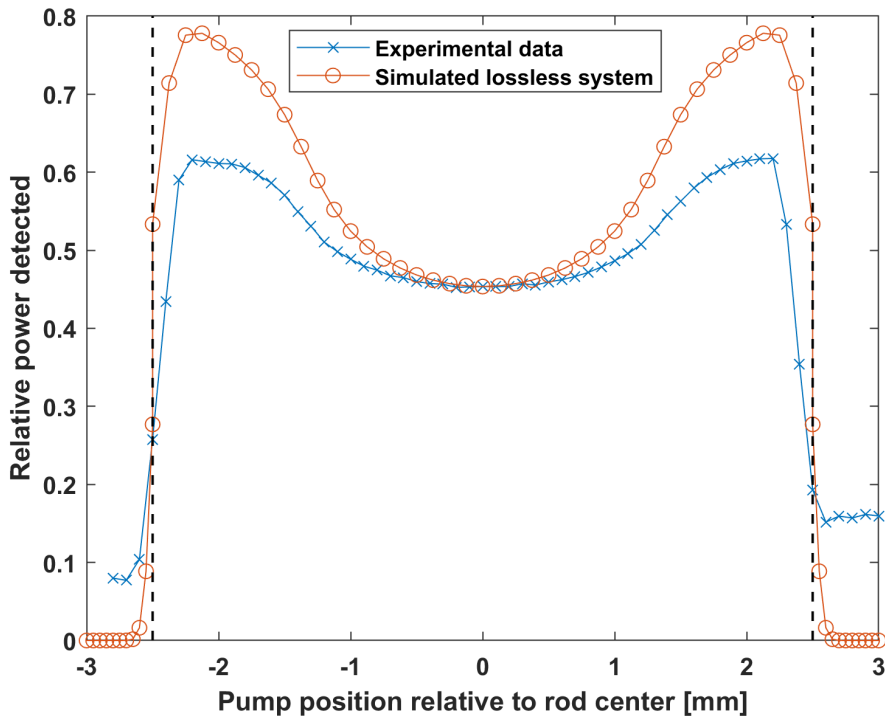 0.8
0.7
0.6
0.5
0.4
0.3
0.2
0.1
0
Relative power detected
Experimental data
Simulated lossless system
-3 -2 -1 0 1 2 3
Pump position relative to rod center [mm]